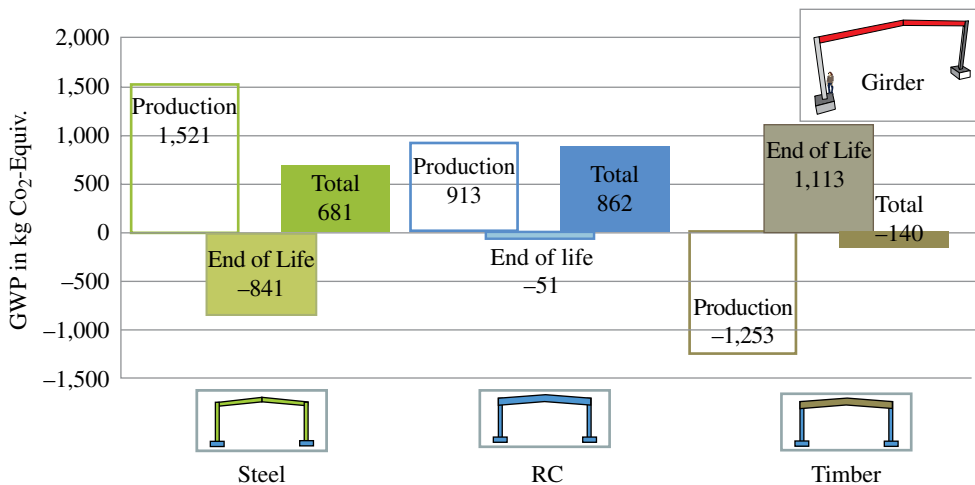 GWP in kg Co₂-Equiv.
2,000
1,500
1,000
500
0
–500
–1,000
–1,500
Production
1,521
End of Life
–841
Total
681
Production
913
End of life
–51
Total
862
Production
–1,253
End of Life
1,113
Total
–140
Girder
Steel
RC
Timber